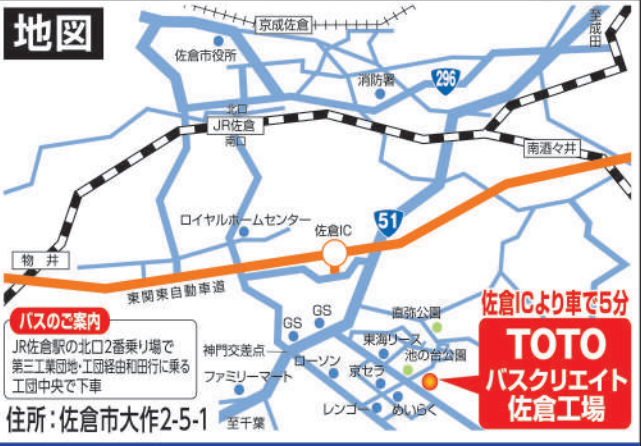 地図
京成佐倉
至成田
佐倉市役所
消防署
296
北口
JR佐倉
南口
南酒々井
ロイヤルホームセンター
佐倉IC
51
物井
東関東自動車道
佐倉ICより車で5分
TOTO
バスクリエイト
佐倉工場
バスのご案内
JR佐倉駅の北口2番乗り場で
第三工業団地・工団経由和田行に乗る
工団中央で下車
GS
GS
直弥公園
神門交差点
東海リース
池の台公園
ローソン
京セラ
ファミリーマート
レンゴー
めいらく
至千葉
住所:佐倉市大作2-5-1